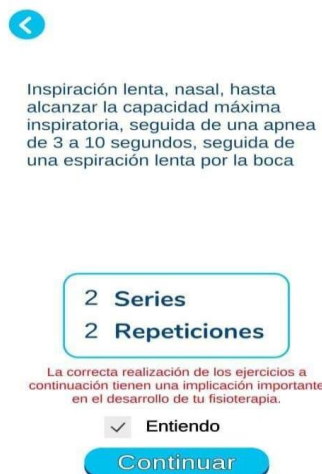 Inspiración lenta, nasal, hasta
alcanzar la capacidad máxima
inspiratoria, seguida de una apnea
de 3 a 10 segundos, seguida de
una espiración lenta por la boca
2 Series
2 Repeticiones
La correcta realización de los ejercicios a
continuación tienen una implicación importante
en el desarrollo de tu fisioterapia.
Entiendo
Continuar